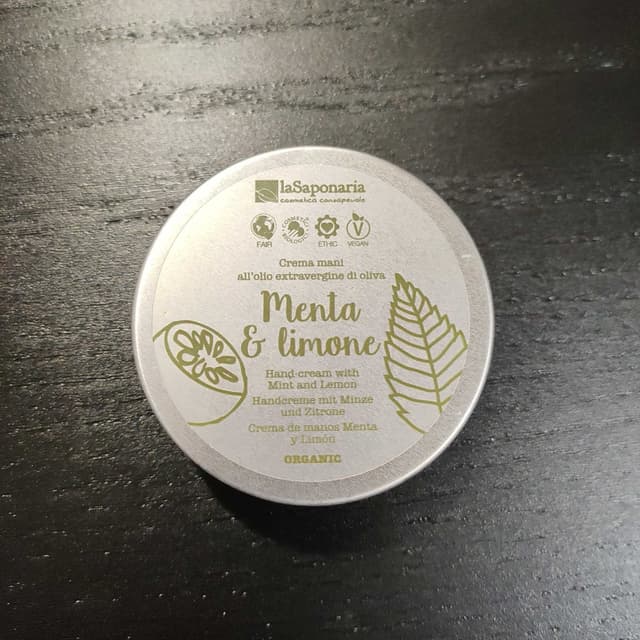 laSaponaria
cosmetica consapevole
FAIR
ETHIC
VEGAN
Crema mani
all'olio extravergine di oliva
Menta
& limone
Hand-cream with
Mint and Lemon
Handcreme mit Minze
und Zitrone
Crema de manos Menta
y Limón
ORGANIC